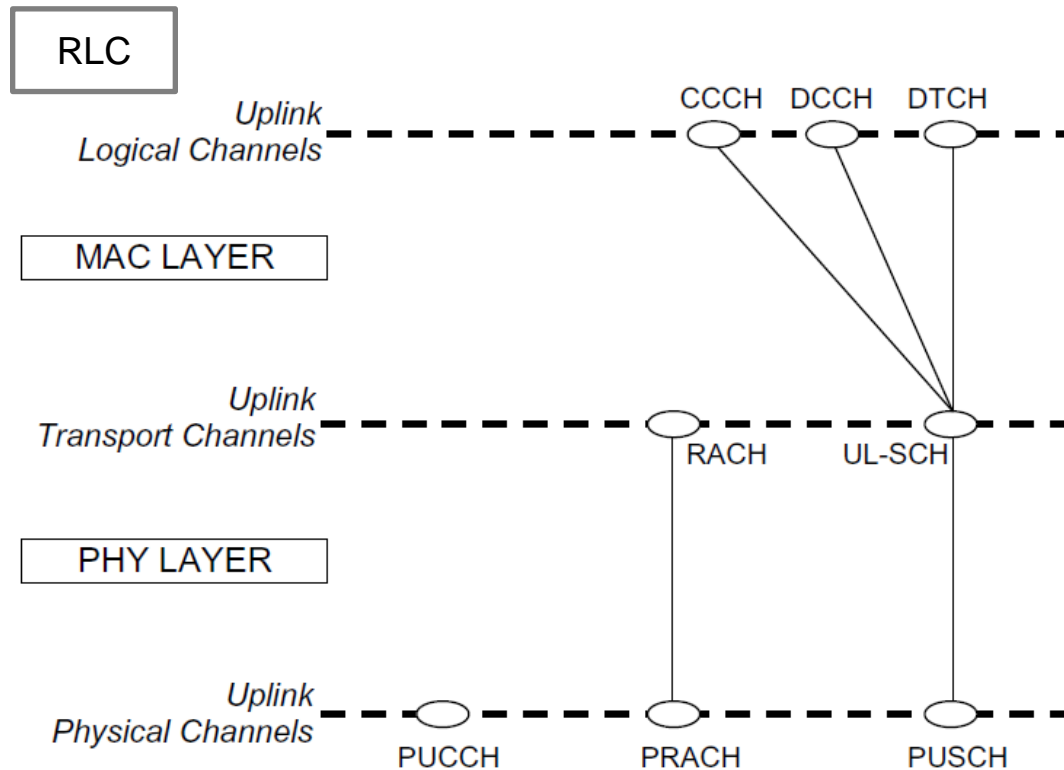 RLC
CCCH DCCH DTCH
Uplink
Logical Channels
MAC LAYER
Uplink
Transport Channels
RACH UL-SCH
PHY LAYER
Uplink
Physical Channels
PUCCH PRACH PUSCH